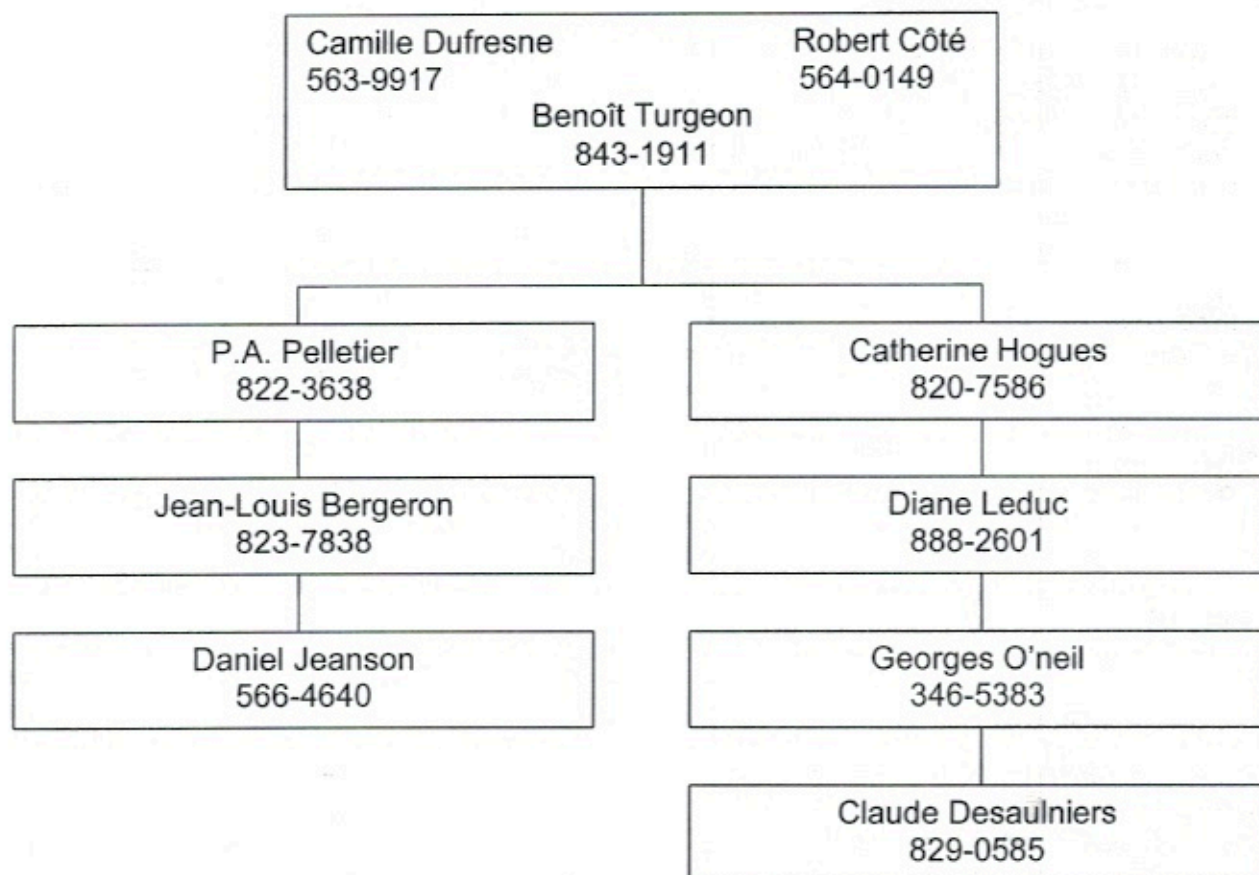 Camille Dufresne Robert Côté
563-9917 564-0149
Benoît Turgeon
843-1911
P.A. Pelletier
822-3638
Jean-Louis Bergeron
823-7838
Daniel Jeanson
566-4640
Catherine Hogues
820-7586
Diane Leduc
888-2601
Georges O'neil
346-5383
Claude Desaulniers
829-0585